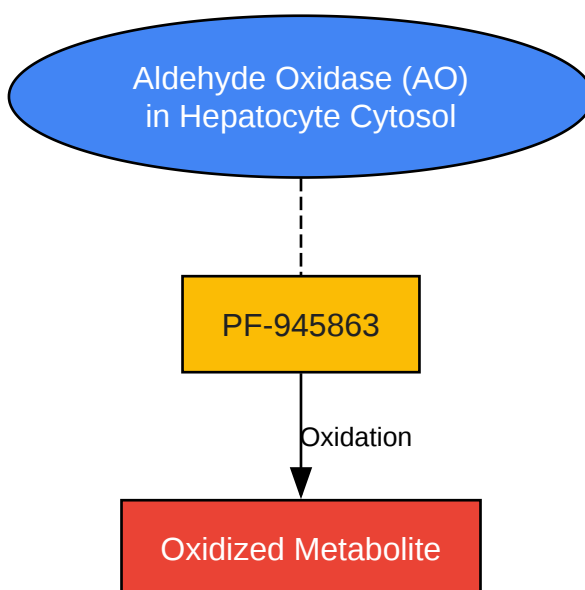 Aldehyde Oxidase (AO)
in Hepatocyte Cytosol
PF-945863
Oxidation
Oxidized Metabolite